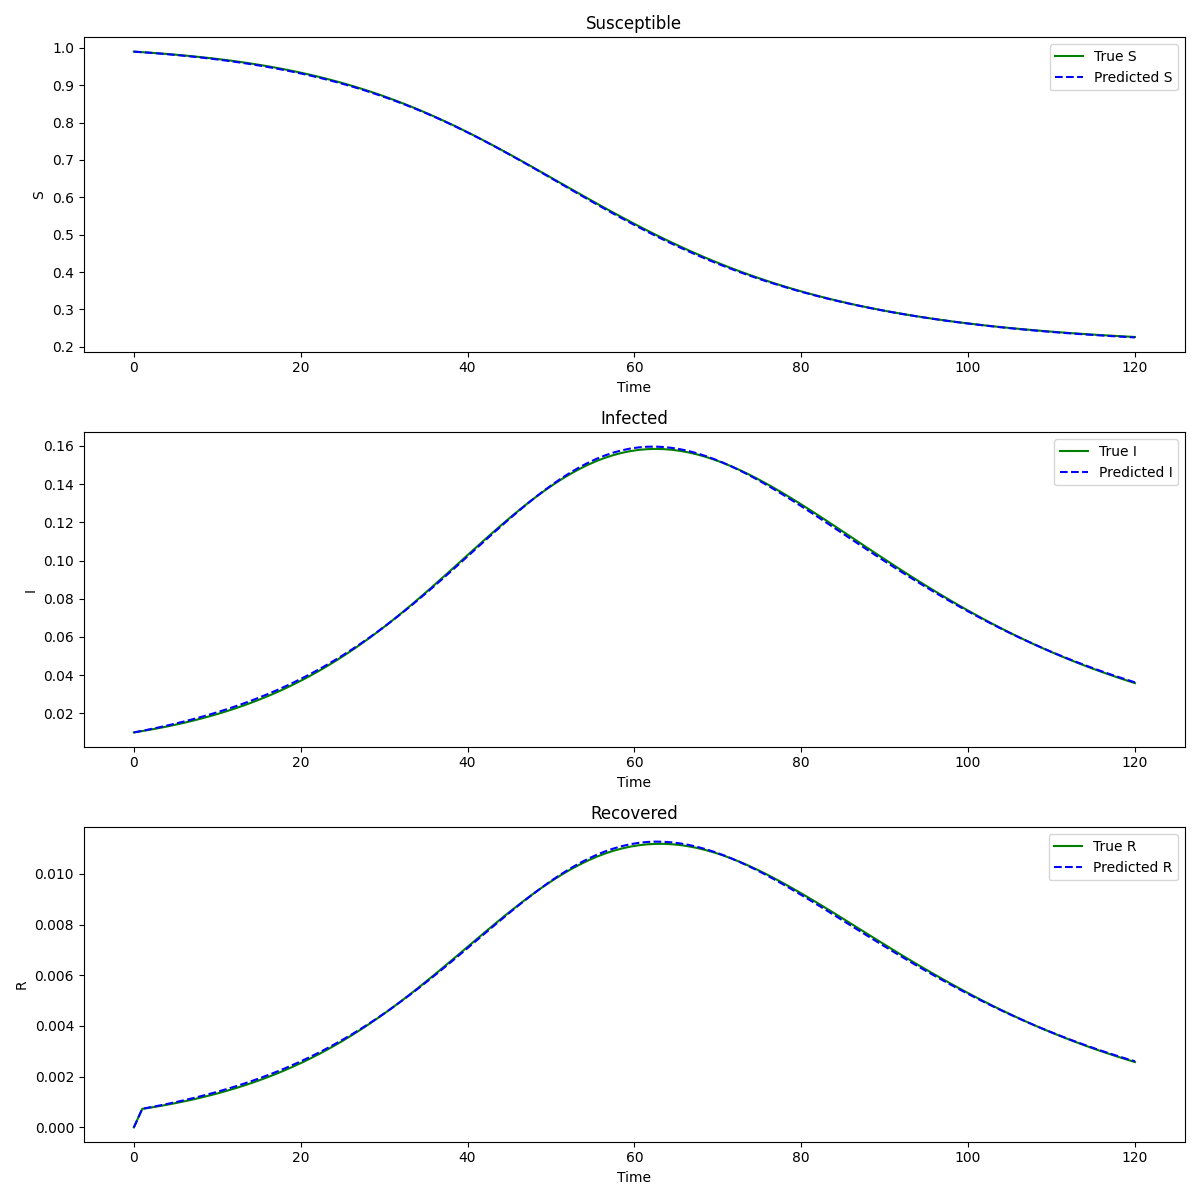 Susceptible
True S
Predicted S
1.0
0.9
0.8
0.7
0.6
0.5
0.4
0.3
0.2
S
0 20 40 60 80 100 120
Time
Infected
True I
Predicted I
0.16
0.14
0.12
0.10
0.08
0.06
0.04
0.02
I
0 20 40 60 80 100 120
Time
Recovered
True R
Predicted R
0.010
0.008
0.006
0.004
0.002
0.000
R
0 20 40 60 80 100 120
Time